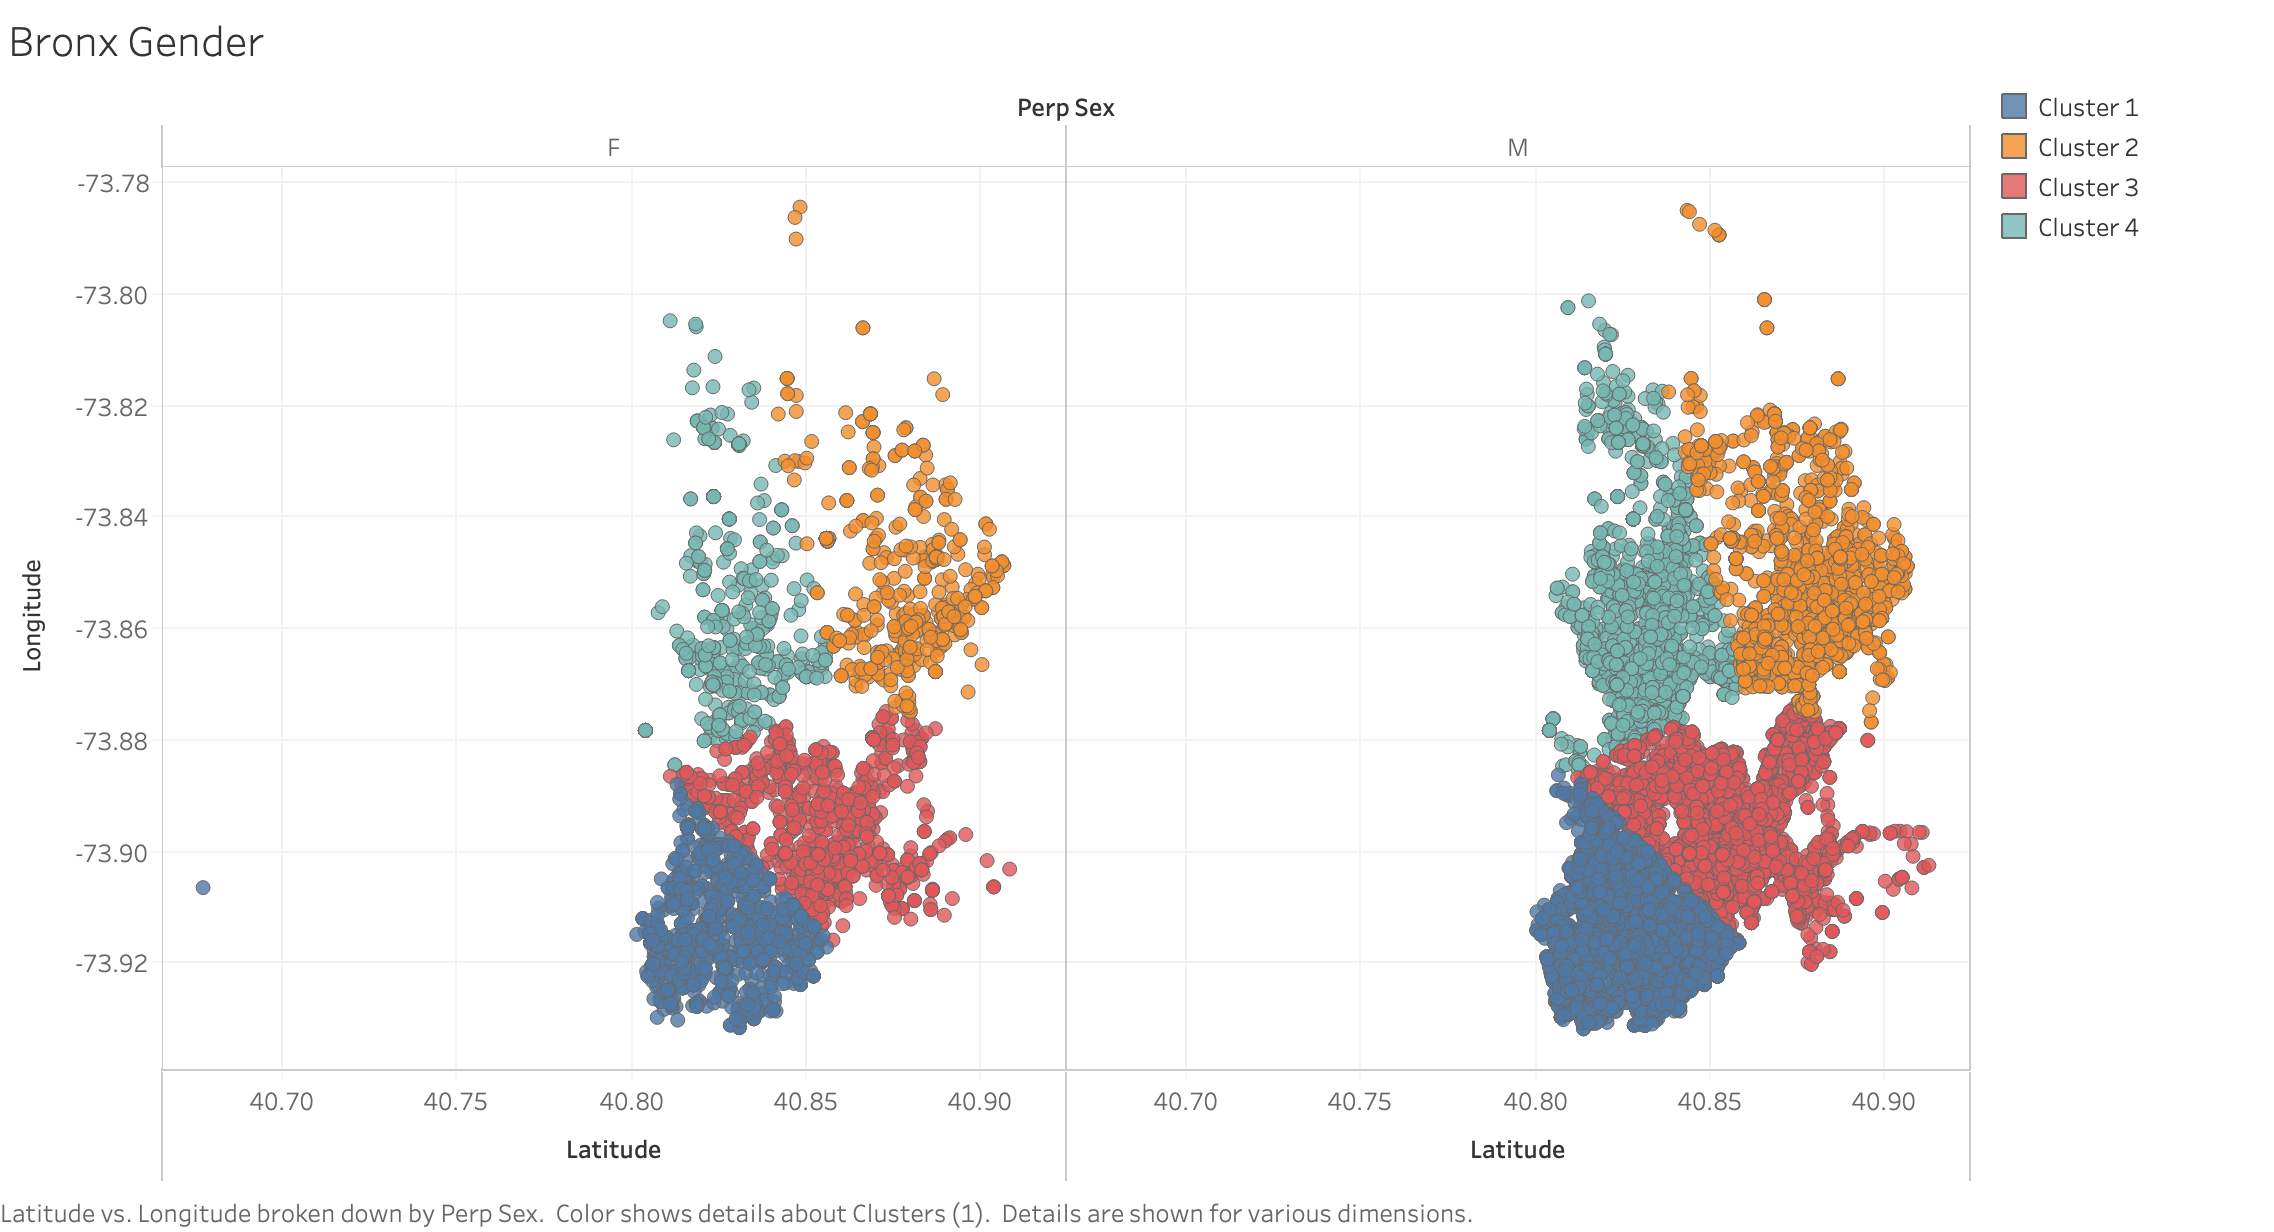 Bronx Gender
Perp Sex
F
M
Cluster 1
Cluster 2
Cluster 3
Cluster 4
Longitude
-73.78
-73.80
-73.82
-73.84
-73.86
-73.88
-73.90
-73.92
40.70 40.75 40.80 40.85 40.90 40.70 40.75 40.80 40.85 40.90
Latitude Latitude
Latitude vs. Longitude broken down by Perp Sex.  Color shows details about Clusters (1).  Details are shown for various dimensions.